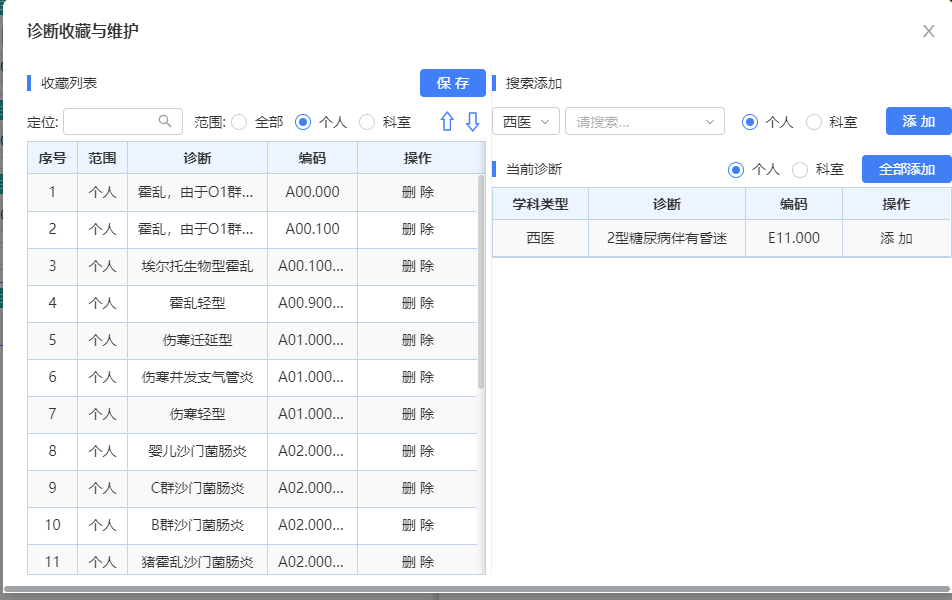 诊断收藏与维护
收藏列表
保 存
定位:
范围:
全部
个人
科室
序号 范围 诊断 编码 操作
1 个人 霍乱，由于O1群... A00.000 删 除
2 个人 霍乱，由于O1群... A00.100 删 除
3 个人 埃尔托生物型霍乱 A00.100... 删 除
4 个人 霍乱轻型 A00.900... 删 除
5 个人 伤寒迁延型 A01.000... 删 除
6 个人 伤寒并发支气管炎 A01.000... 删 除
7 个人 伤寒轻型 A01.000... 删 除
8 个人 婴儿沙门菌肠炎 A02.000... 删 除
9 个人 C群沙门菌肠炎 A02.000... 删 除
10 个人 B群沙门菌肠炎 A02.000... 删 除
11 个人 猪霍乱沙门菌肠炎 A02.000... 删 除
搜索添加
西医 请搜索... 个人 科室 添 加
当前诊断 个人 科室 全部添加
学科类型 诊断 编码 操作
西医 2型糖尿病伴有昏迷 E11.000 添 加